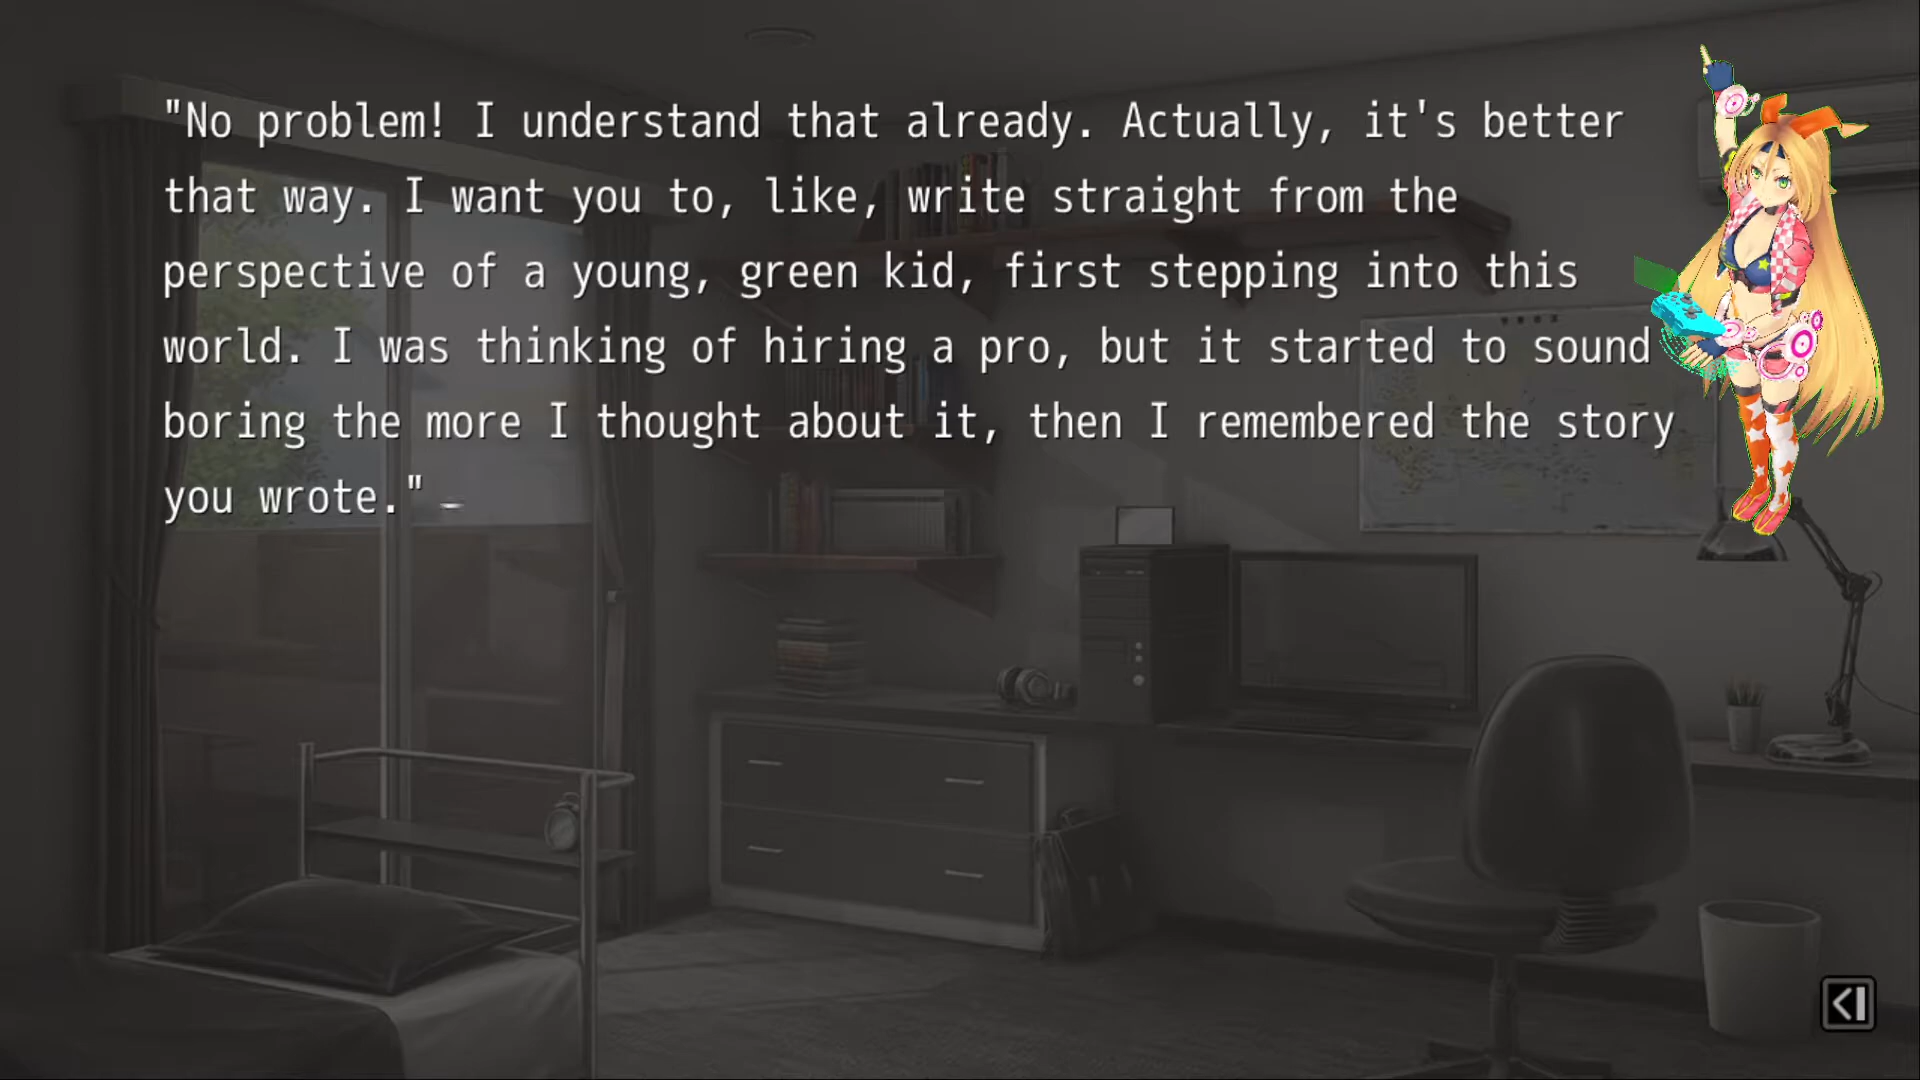 "No problem! I understand that already. Actually, it's better
that way. I want you to, like, write straight from the
perspective of a young, green kid, first stepping into this
world. I was thinking of hiring a pro, but it started to sound
boring the more I thought about it, then I remembered the story
you wrote."